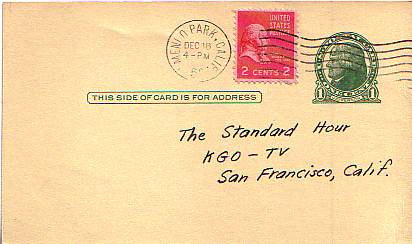 MENLO PARK, CALIF.
DEC 18
4-PM
UNITED
STATES
POSTAGE
2 CENTS 2
1 1
THIS SIDE OF CARD IS FOR ADDRESS
The Standard Hour
KGO-TV
San Francisco, Calif.